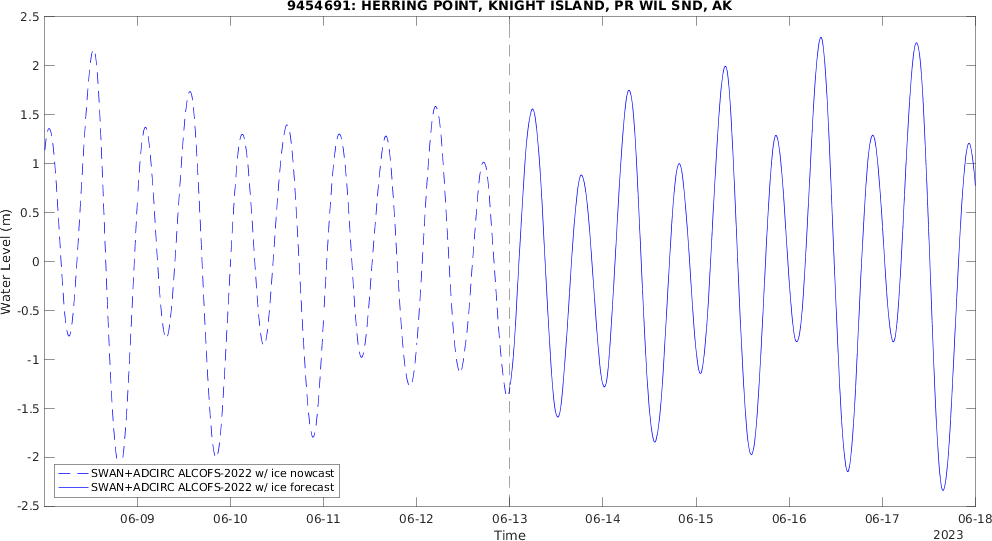 9454691: HERRING POINT, KNIGHT ISLAND, PR WIL SND, AK
2.5
2
1.5
1
0.5
0
-0.5
-1
-1.5
-2
-2.5
Water Level (m)
SWAN+ADCIRC ALCOFS-2022 w/ ice nowcast
SWAN+ADCIRC ALCOFS-2022 w/ ice forecast
06-09 06-10 06-11 06-12 06-13 06-14 06-15 06-16 06-17 06-18
Time
2023